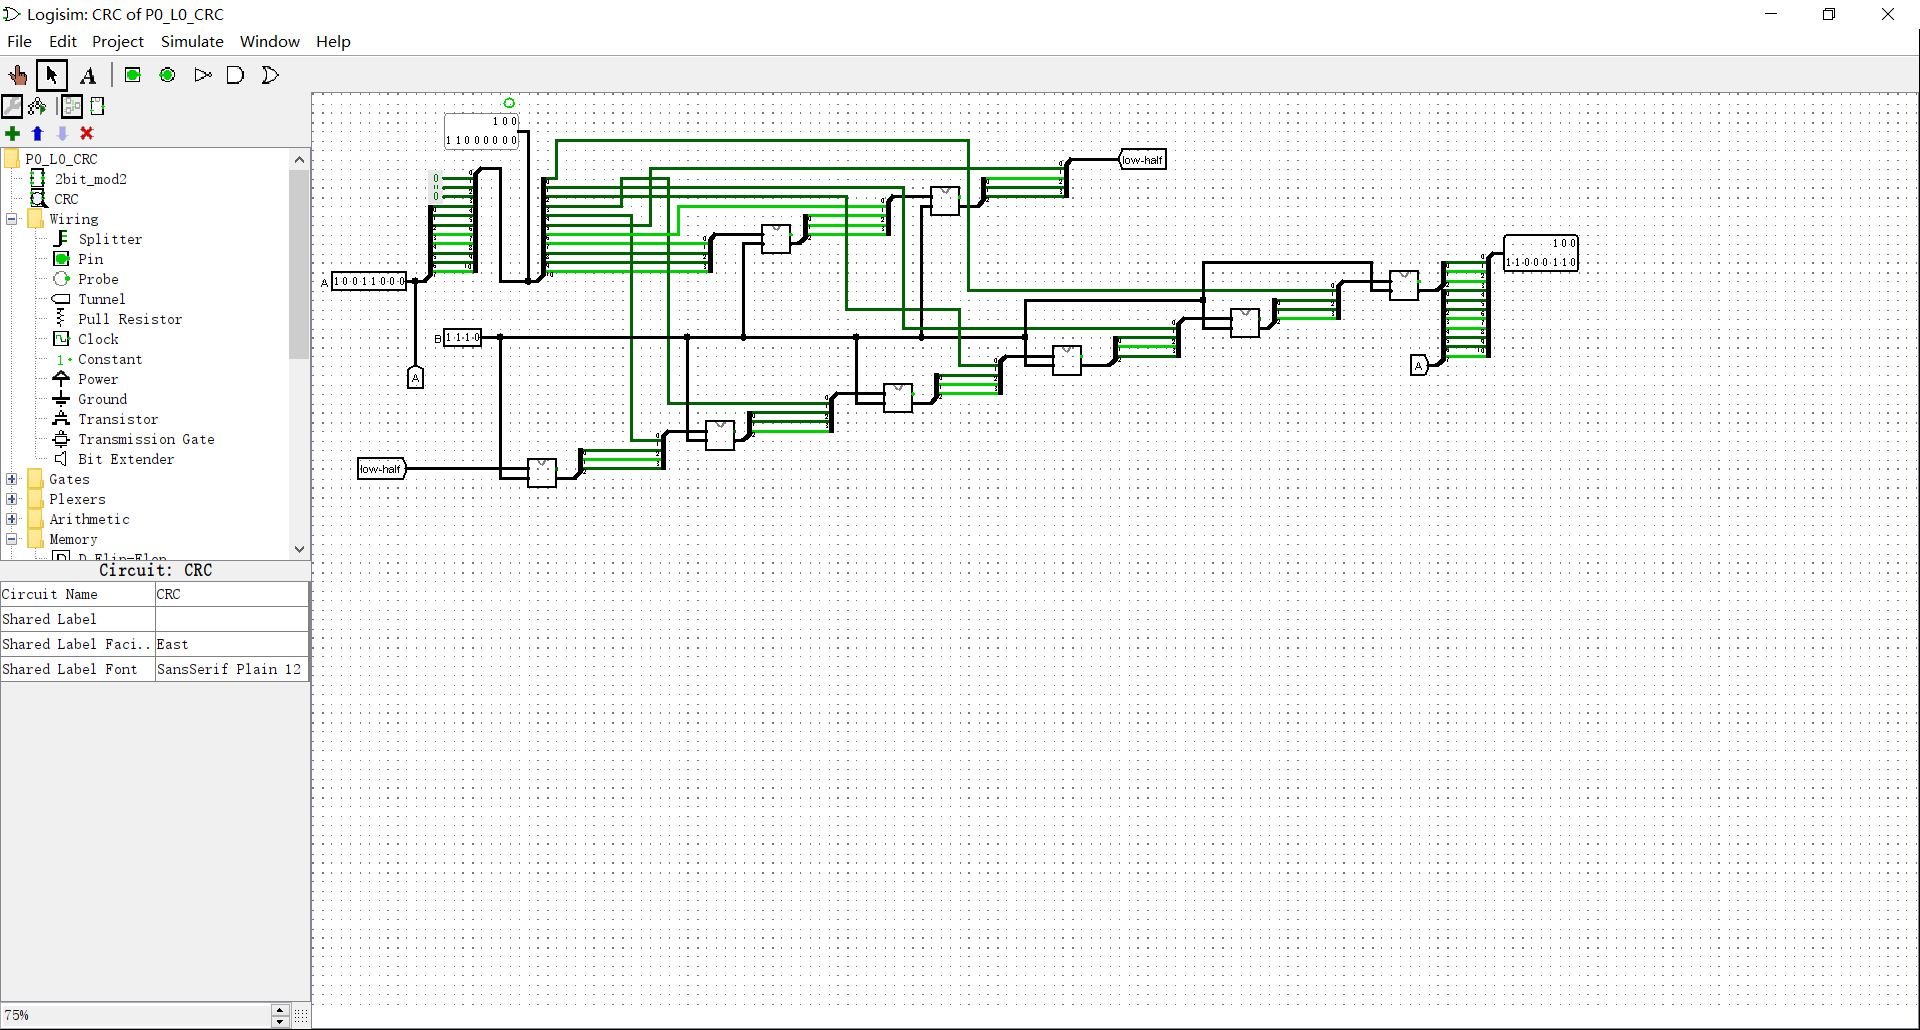 Logisim: CRC of P0_L0_CRC
File Edit Project Simulate Window Help
P0_L0_CRC
2bit_mod2
CRC
Wiring
Splitter
Pin
Probe
Tunnel
Pull Resistor
Clock
Constant
Power
Ground
Transistor
Transmission Gate
Bit Extender
Gates
Plexers
Arithmetic
Memory
D Flip-Flop
Circuit: CRC
Circuit Name CRC
Shared Label
Shared Label Faci.. East
Shared Label Font SansSerif Plain 12
75%
1 0 0
1 1 0 0 0 0 0 0
low-half
0
0
A 1 0 0 1 1 0 0 0
1 0 0
1 1 0 0 0 1 1 0
B 1 1 1 0
A
A
low-half